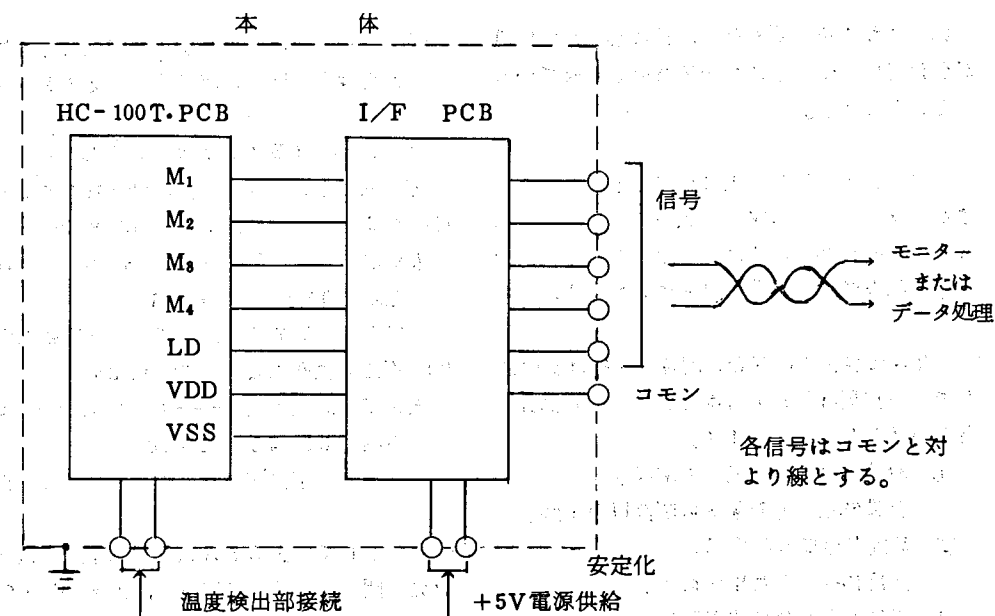 本 体
HC-100T.PCB
I/F PCB
M1
M2
M3
M4
LD
VDD
VSS
信号
コモン
モニター
または
データ処理
各信号はコモンと対
より線とする。
安定化
温度検出部接続
+5V電源供給